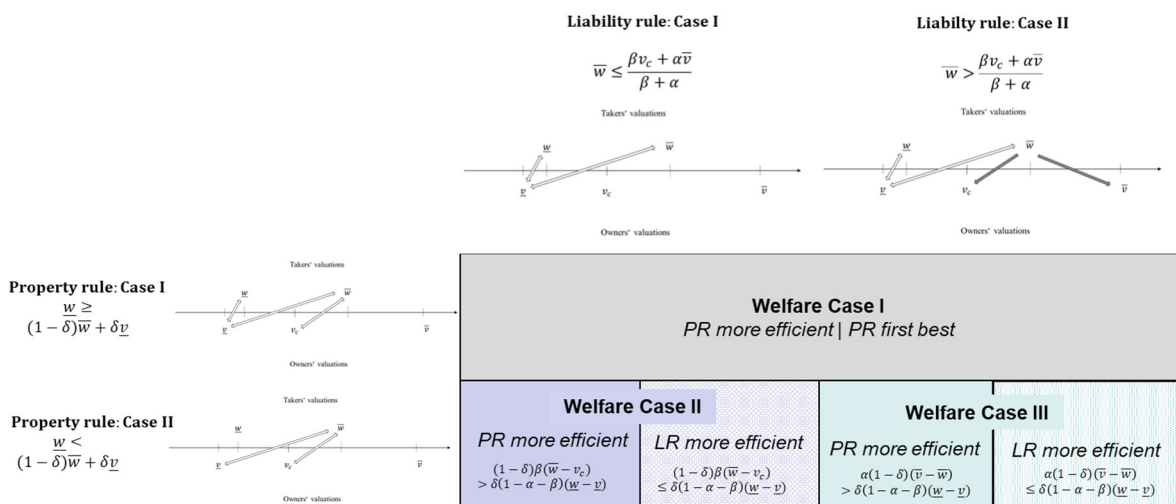 Liability rule: Case I
Liabilty rule: Case II
w̅ ≤ (βv_c + αv̅)/(β + α)
w̅ > (βv_c + αv̅)/(β + α)
Takers' valuations
Takers' valuations
w̲ w̅
w̲ w̅
v̲ v_c v̅
v̲ v_c v̅
Owners' valuations
Owners' valuations
Property rule: Case I
w̲ ≥
(1 − δ)w̅ + δv̲
Takers' valuations
w̲ w̅
v̲ v_c v̅
Owners' valuations
Welfare Case I
PR more efficient | PR first best
Property rule: Case II
w̲ <
(1 − δ)w̅ + δv̲
Takers' valuations
w̲ w̅
v̲ v_c v̅
Owners' valuations
Welfare Case II
PR more efficient
(1 − δ)β(w̅ − v_c)
> δ(1 − α − β)(w̲ − v̲)
LR more efficient
(1 − δ)β(w̅ − v_c)
≤ δ(1 − α − β)(w̲ − v̲)
Welfare Case III
PR more efficient
α(1 − δ)(v̅ − w̅)
> δ(1 − α − β)(w̲ − v̲)
LR more efficient
α(1 − δ)(v̅ − w̅)
≤ δ(1 − α − β)(w̲ − v̲)